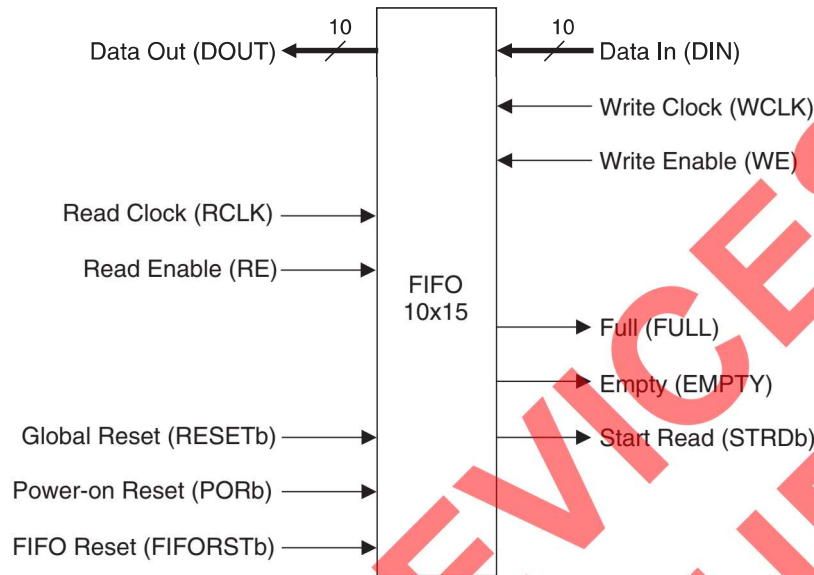 10
10
Data Out (DOUT)
Data In (DIN)
Write Clock (WCLK)
Write Enable (WE)
Read Clock (RCLK)
Read Enable (RE)
FIFO
10x15
Full (FULL)
Empty (EMPTY)
Global Reset (RESETb)
Start Read (STRDb)
Power-on Reset (PORb)
FIFO Reset (FIFORSTb)
EVICES